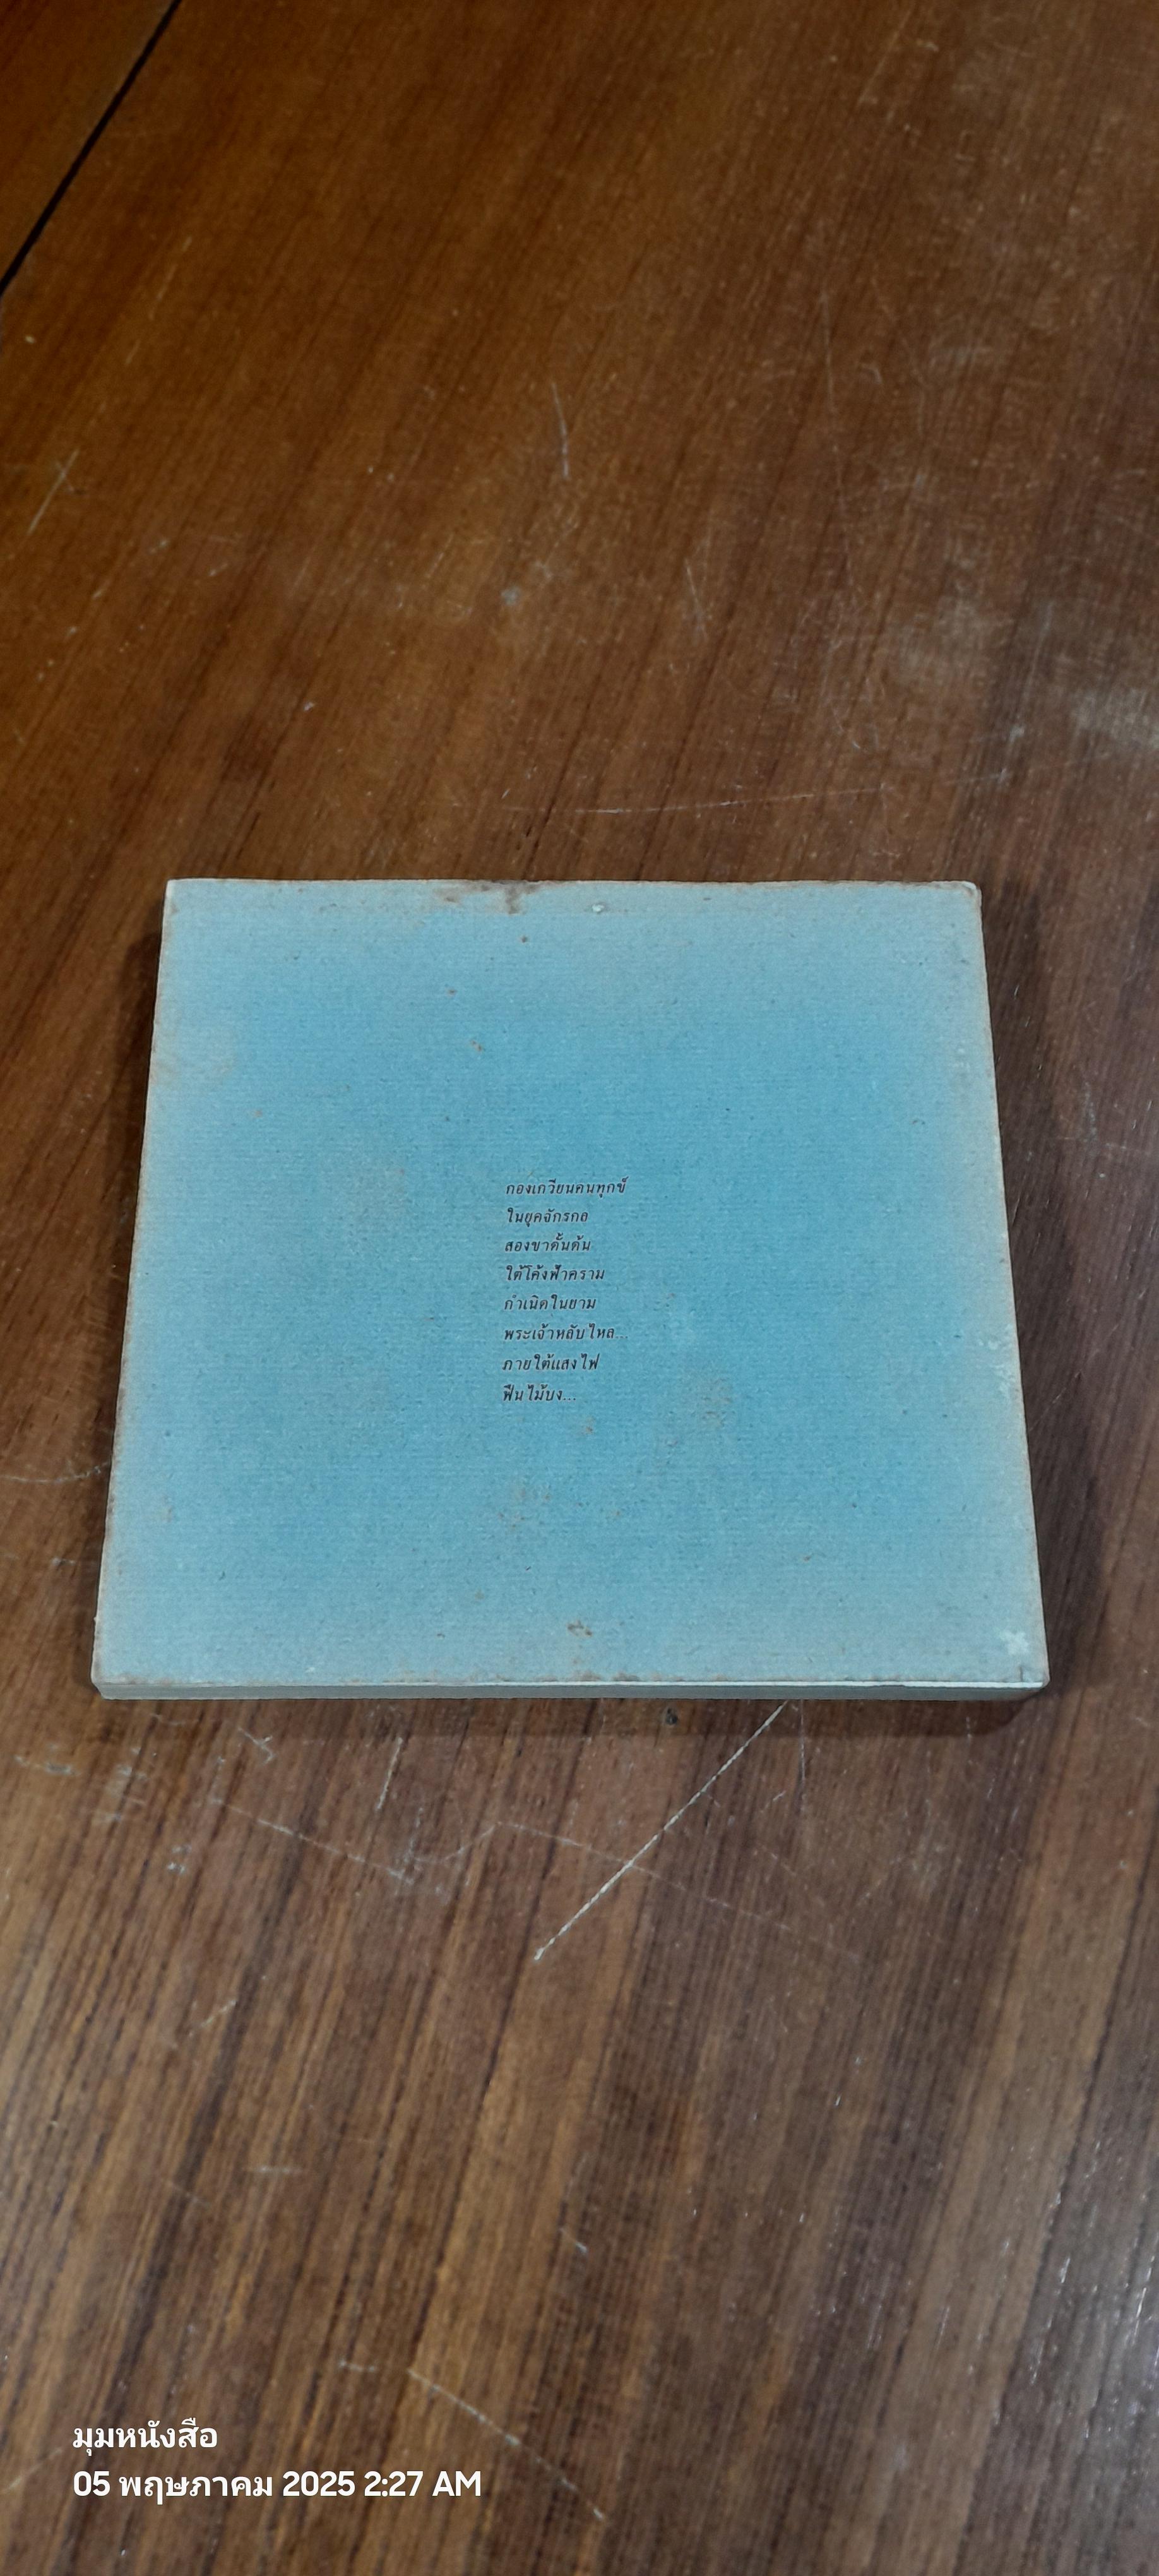 กองเกวียนคนทุกข์
ในยุคจักรกล
สองขาดั้นด้น
ใต้โค้งฟ้าคราม
กำเนิดในยาม
พระเจ้าหลับไหล...
ภายใต้แสงไฟ
ฟืนไม้บง...
มุมหนังสือ
05 พฤษภาคม 2025 2:27 AM